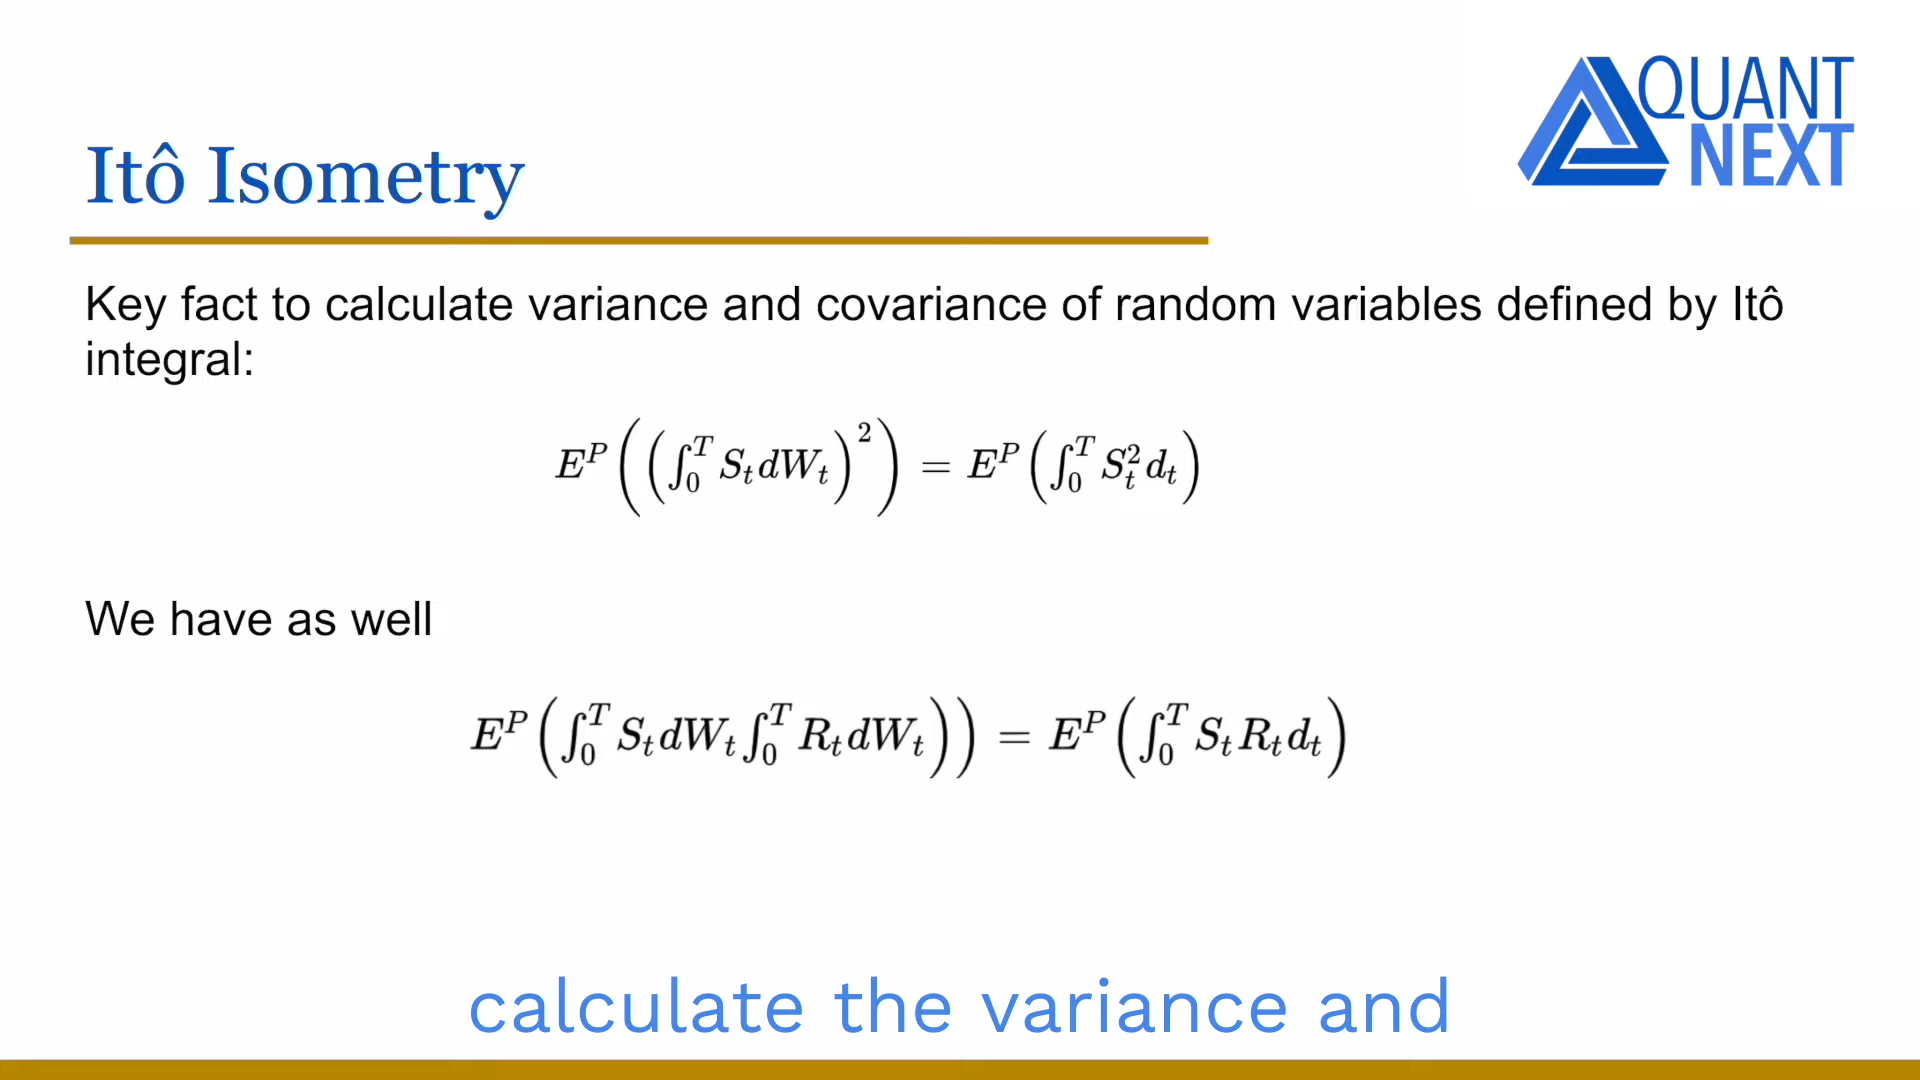 QUANT
NEXT
Itô Isometry
Key fact to calculate variance and covariance of random variables defined by Itô
integral:
E^P((∫_0^T S_t dW_t)^2) = E^P(∫_0^T S_t^2 d_t)
We have as well
E^P(∫_0^T S_t dW_t ∫_0^T R_t dW_t)) = E^P(∫_0^T S_t R_t d_t)
calculate the variance and